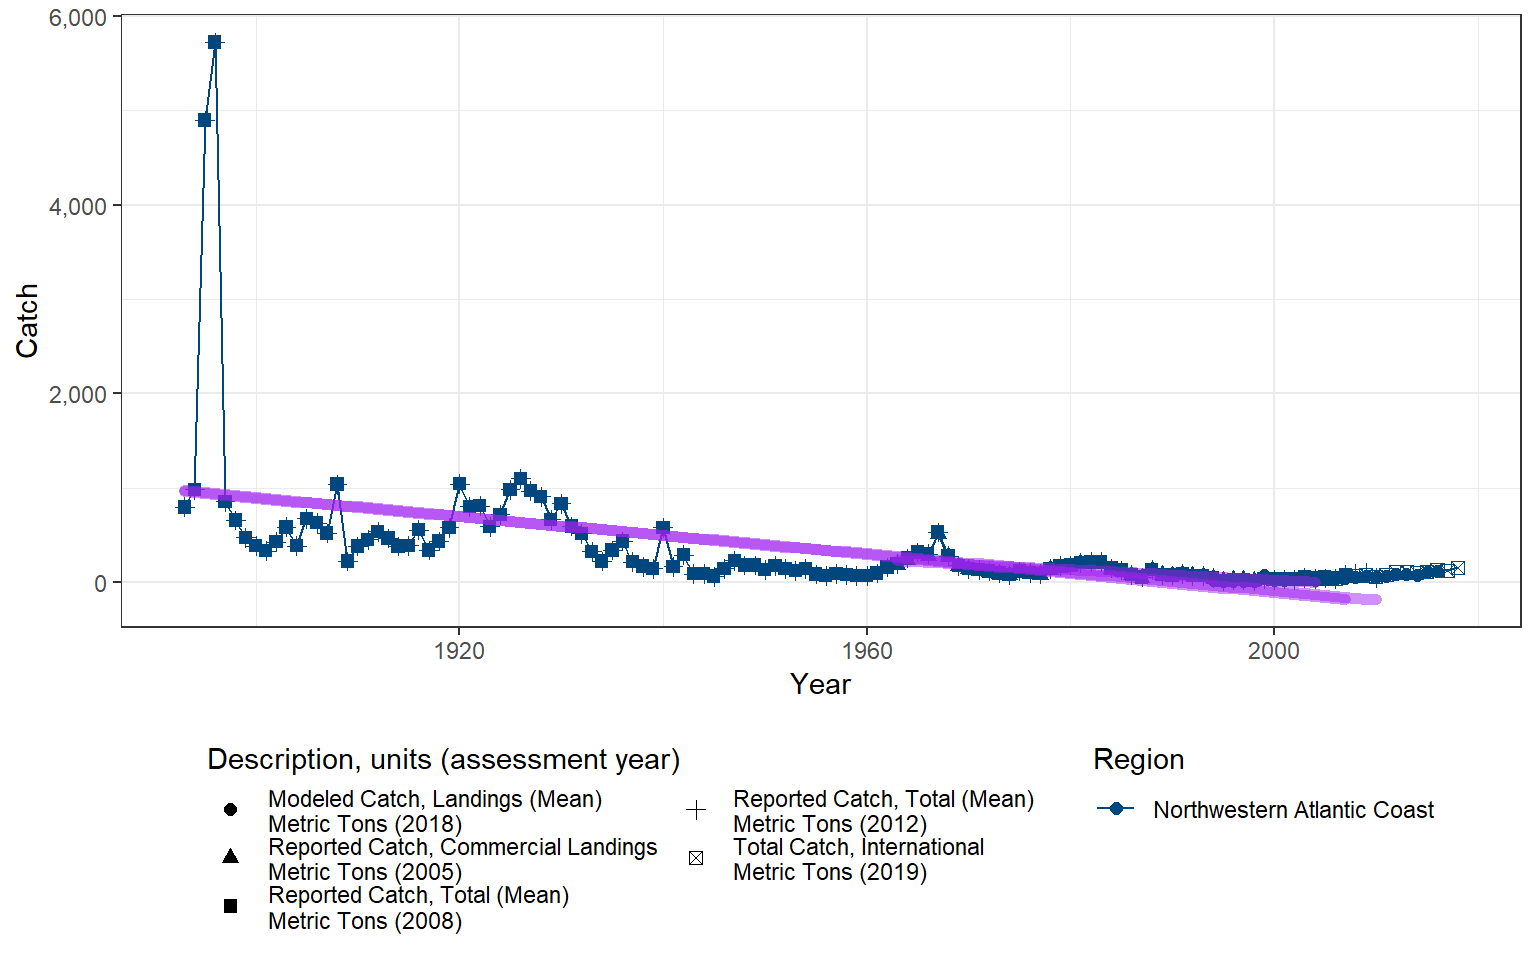 6,000
4,000
2,000
0
Catch
1920
1960
2000
Year
Description, units (assessment year)
Modeled Catch, Landings (Mean)
Metric Tons (2018)
Reported Catch, Commercial Landings
Metric Tons (2005)
Reported Catch, Total (Mean)
Metric Tons (2008)
Reported Catch, Total (Mean)
Metric Tons (2012)
Total Catch, International
Metric Tons (2019)
Region
Northwestern Atlantic Coast